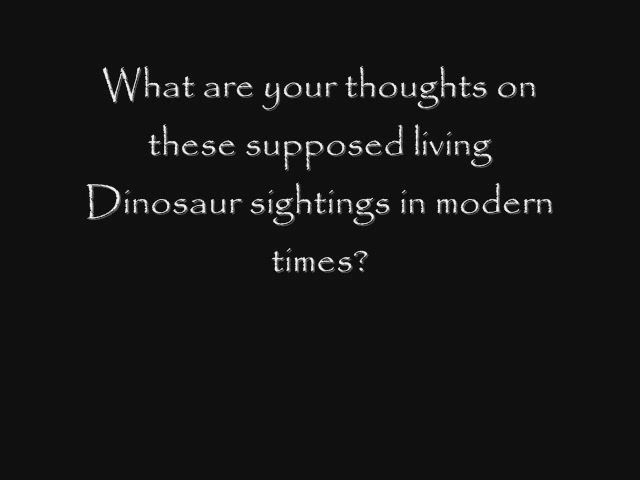 What are your thoughts on
these supposed living
Dinosaur sightings in modern
times?